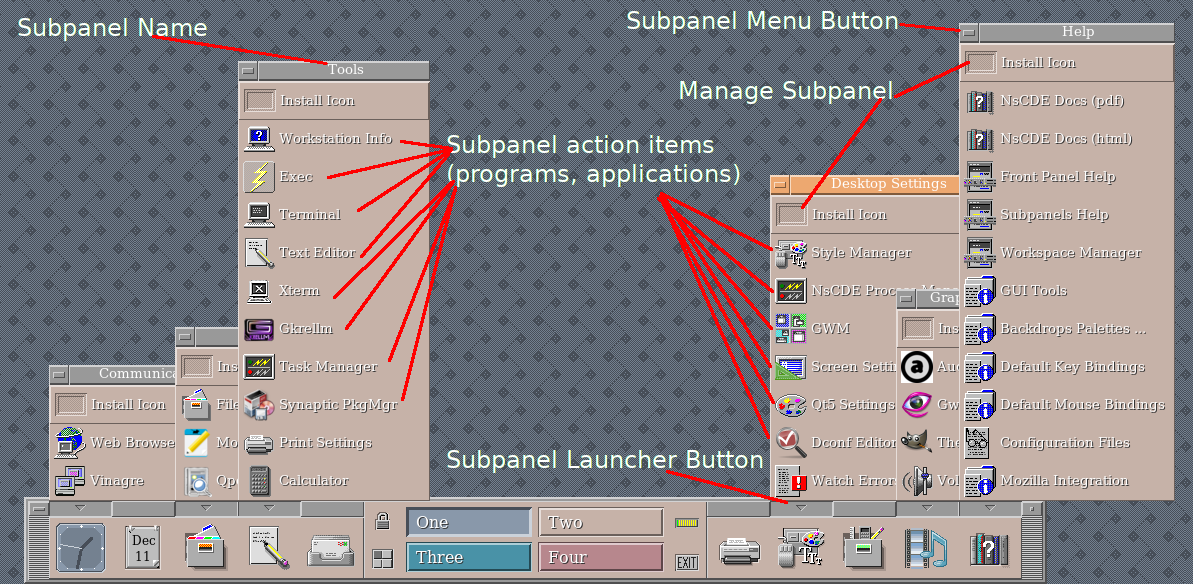 Subpanel Name
Subpanel Menu Button
Help
Install Icon
NsCDE Docs (pdf)
NsCDE Docs (html)
Front Panel Help
Subpanels Help
Workspace Manager
GUI Tools
Backdrops Palettes ...
Default Key Bindings
Default Mouse Bindings
Configuration Files
Mozilla Integration
Tools
Install Icon
Workstation Info
Exec
Terminal
Text Editor
Xterm
Gkrellm
Task Manager
Synaptic PkgMgr
Print Settings
Calculator
Manage Subpanel
Subpanel action items
(programs, applications)
Desktop Settings
Install Icon
Style Manager
NsCDE Proc
GWM
Screen Setti
Qt5 Settings
Dconf Editor
Watch Error
Grap
Ins
Au
Gw
The
Vol
Communica
Install Icon
Web Browse
Vinagre
Ins
File
Mo
Ope
Subpanel Launcher Button
Dec
11
One
Two
Three
Four
EXIT